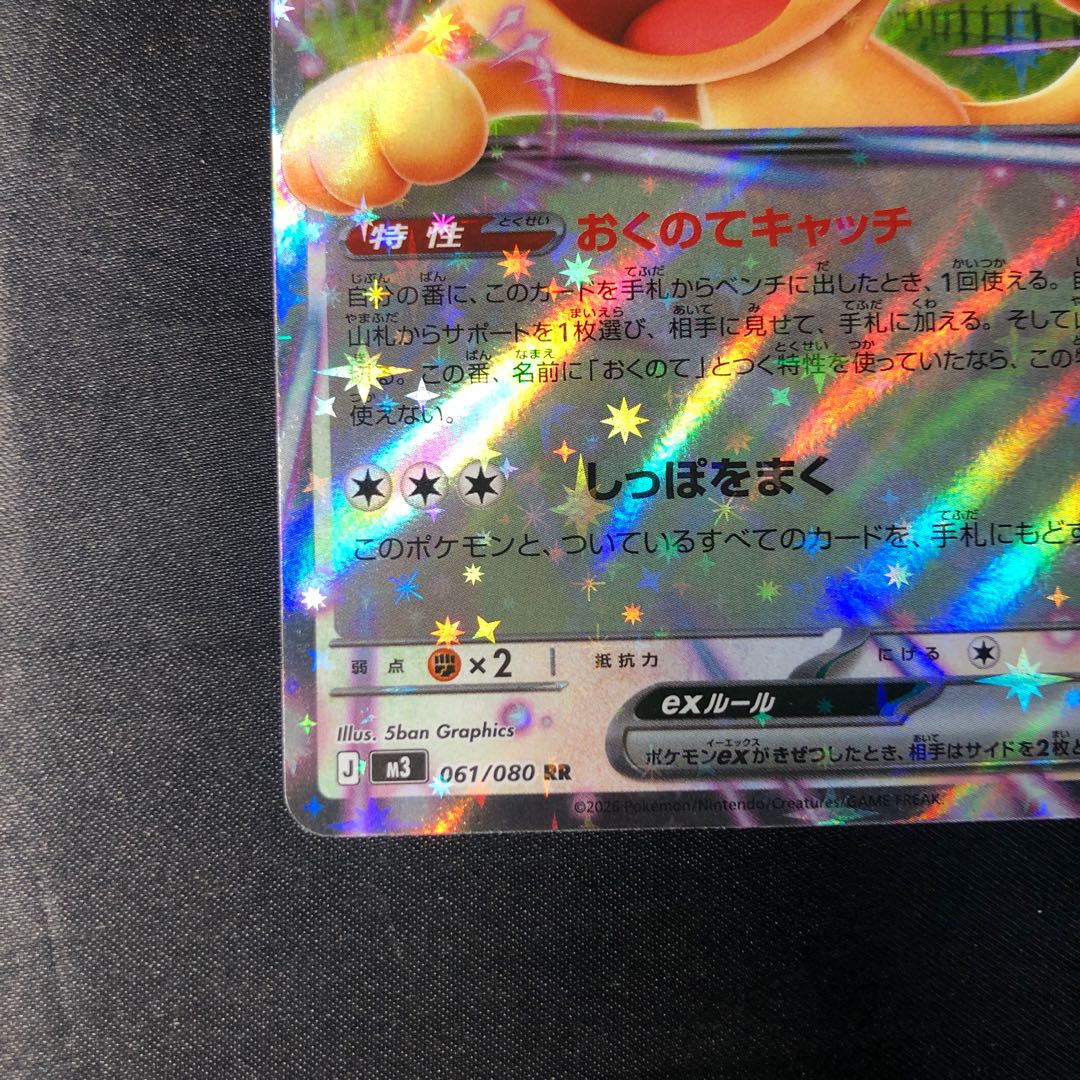 特性 とくせい おくのてキャッチ
自分の番に、このカードを手札からベンチに出したとき、1回使える。
山札からサポートを1枚選び、相手に見せて、手札に加える。そして
切る。この番、名前に「おくのて」とつく特性を使っていたなら、この
使えない。
しっぽをまく
このポケモンと、ついているすべてのカードを、手札にもどす
弱点 ×2 抵抗力 にげる
exルール
ポケモンexがきぜつしたとき、相手はサイドを2枚と
Illus. 5ban Graphics
J M3 061/080 RR
©2026 Pokémon/Nintendo/Creatures/GAME FREAK.